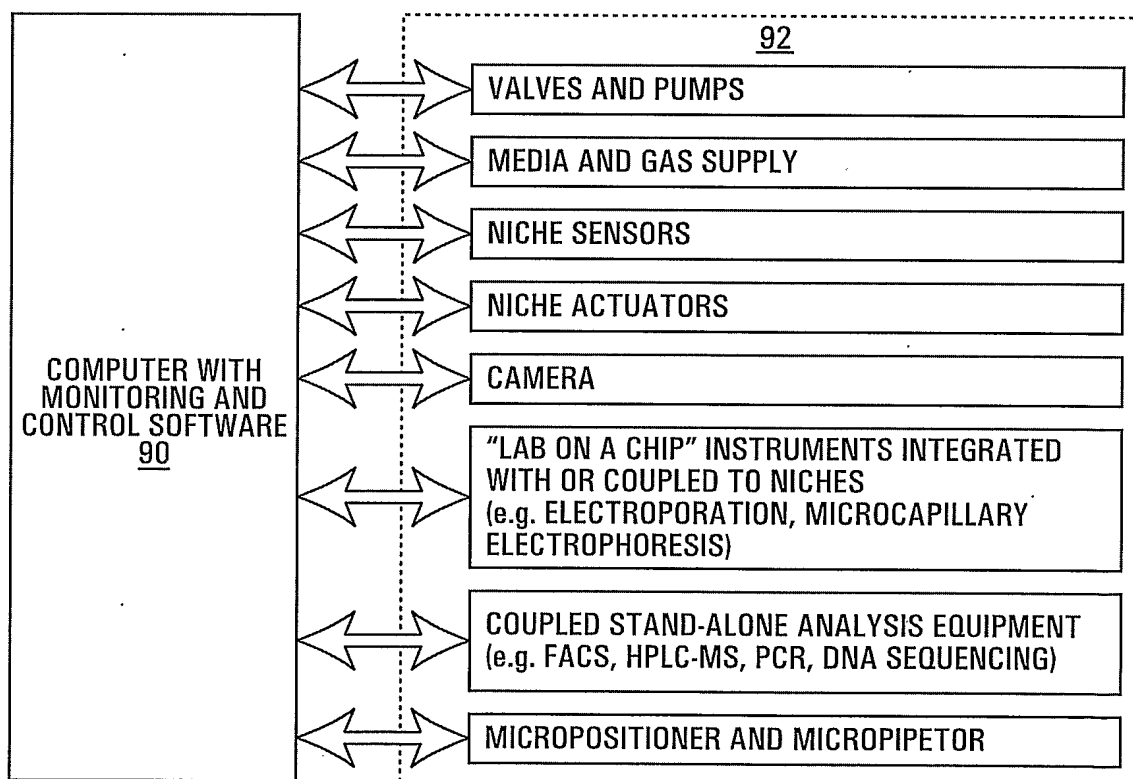 92
VALVES AND PUMPS
MEDIA AND GAS SUPPLY
NICHE SENSORS
NICHE ACTUATORS
CAMERA
COMPUTER WITH
MONITORING AND
CONTROL SOFTWARE
90
"LAB ON A CHIP" INSTRUMENTS INTEGRATED
WITH OR COUPLED TO NICHES
(e.g. ELECTROPORATION, MICROCAPILLARY
ELECTROPHORESIS)
COUPLED STAND-ALONE ANALYSIS EQUIPMENT
(e.g. FACS, HPLC-MS, PCR, DNA SEQUENCING)
MICROPOSITIONER AND MICROPIPETOR